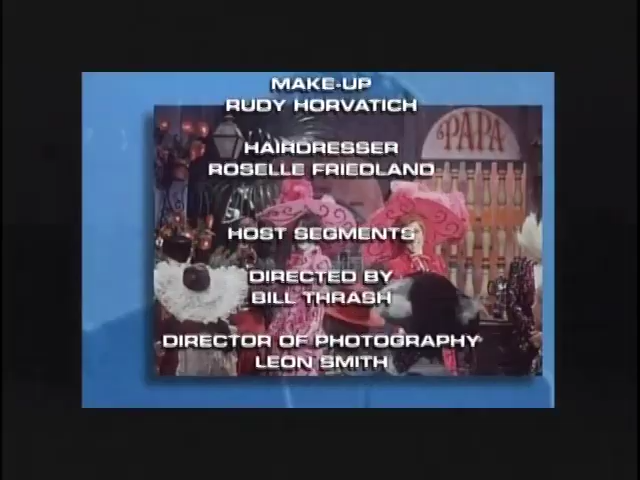 MAKE-UP
RUDY HORVATICH
HAIRDRESSER
ROSELLE FRIEDLAND
PAPA
HOST SEGMENTS
DIRECTED BY
BILL THRASH
DIRECTOR OF PHOTOGRAPHY
LEON SMITH